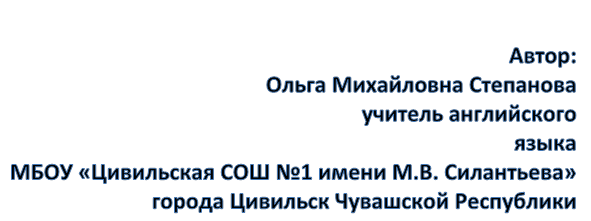 Автор:
Ольга Михайловна Степанова
учитель английского
языка
МБОУ «Цивильская СОШ №1 имени М.В. Силантьева»
города Цивильск Чувашской Республики